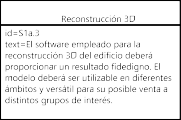 Reconstrucción 3D
id=S1a.3
text=El software empleado para la
reconstrucción 3D del edificio deberá
proporcionar un resultado fidedigno. El
modelo deberá ser utilizable en diferentes
ámbitos y versátil para su posible venta a
distintos grupos de interés.